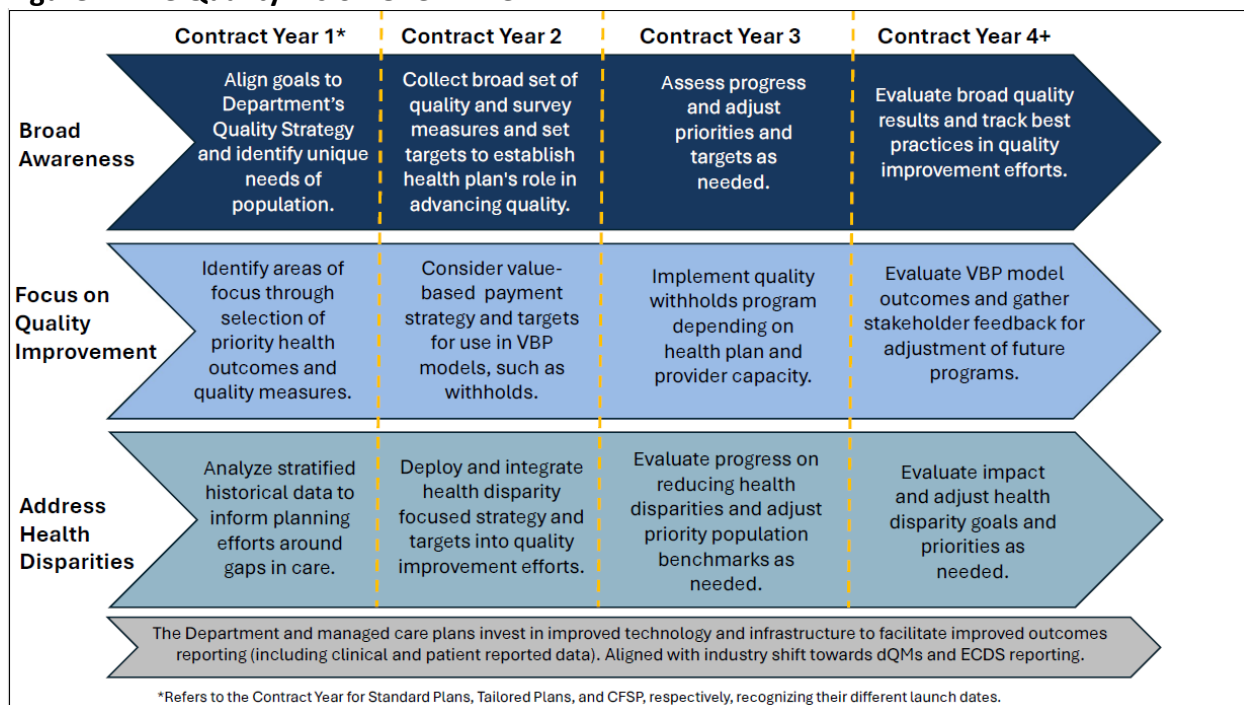 Contract Year 1*
Contract Year 2
Contract Year 3
Contract Year 4+
Broad
Awareness
Align goals to
Department's
Quality Strategy
and identify unique
needs of
population.
Collect broad set of
quality and survey
measures and set
targets to establish
health plan's role in
advancing quality.
Assess progress
and adjust
priorities and
targets as
needed.
Evaluate broad quality
results and track best
practices in quality
improvement efforts.
Focus on
Quality
Improvement
Identify areas of
focus through
selection of
priority health
outcomes and
quality measures.
Consider value-
based payment
strategy and targets
for use in VBP
models, such as
withholds.
Implement quality
withholds program
depending on
health plan and
provider capacity.
Evaluate VBP model
outcomes and gather
stakeholder feedback for
adjustment of future
programs.
Address
Health
Disparities
Analyze stratified
historical data to
inform planning
efforts around
gaps in care.
Deploy and integrate
health disparity
focused strategy and
targets into quality
improvement efforts.
Evaluate progress on
reducing health
disparities and adjust
priority population
benchmarks as
needed.
Evaluate impact
and adjust health
disparity goals and
priorities as
needed.
The Department and managed care plans invest in improved technology and infrastructure to facilitate improved outcomes
reporting (including clinical and patient reported data). Aligned with industry shift towards dQMs and ECDS reporting.
*Refers to the Contract Year for Standard Plans, Tailored Plans, and CFSP, respectively, recognizing their different launch dates.